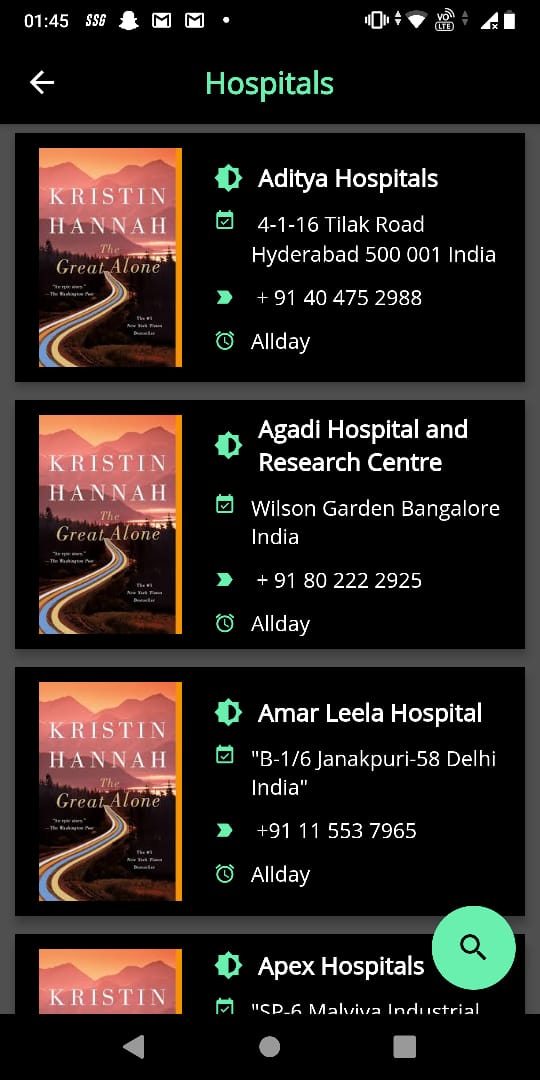 01:45 SSG VO)) LTE
Hospitals
KRISTIN
HANNAH
The
Great Alone
"An epic story."
—The Washington Post
The #1
New York Times
Bestseller
Aditya Hospitals
4-1-16 Tilak Road
Hyderabad 500 001 India
+ 91 40 475 2988
Allday
KRISTIN
HANNAH
The
Great Alone
"An epic story."
—The Washington Post
The #1
New York Times
Bestseller
Agadi Hospital and
Research Centre
Wilson Garden Bangalore
India
+ 91 80 222 2925
Allday
KRISTIN
HANNAH
The
Great Alone
"An epic story."
—The Washington Post
The #1
New York Times
Bestseller
Amar Leela Hospital
"B-1/6 Janakpuri-58 Delhi
India"
+91 11 553 7965
Allday
KRISTIN
Apex Hospitals
"SP-6 Malviya Industrial